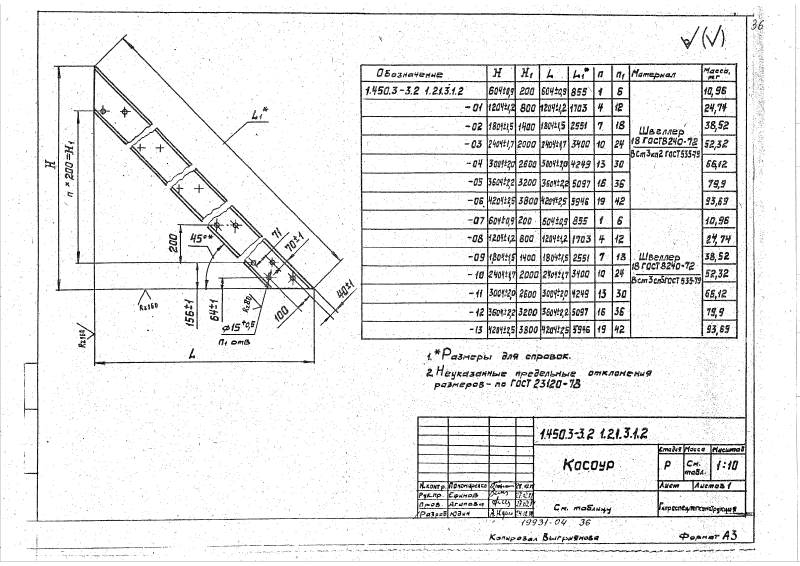 36
√ (√)
Обозначение H H₁ L L₁* n n₁ Материал Масса, кг
1.450.3-3.2 1.2.1.3.1.2 604±0,9 200 604±0,9 855 1 6 10,96
-01 1204±1,2 800 1204±1,2 1703 4 12 24,74
-02 1804±1,5 1400 1804±1,5 2551 7 18 38,52
-03 2404±1,7 2000 2404±1,7 3400 10 24 52,32
-04 3004±2,0 2600 3004±2,0 4249 13 30 66,12
-05 3604±2,2 3200 3604±2,2 5097 16 36 79,9
-06 4204±2,5 3800 4204±2,5 5946 19 42 93,69
Швеллер
18 ГОСТ 8240-72
ВСт3кп2 ГОСТ 535-79
-07 604±0,9 200 604±0,9 855 1 6 10,96
-08 1204±1,2 800 1204±1,2 1703 4 12 24,74
-09 1804±1,5 1400 1804±1,5 2551 7 18 38,52
-10 2404±1,7 2000 2404±1,7 3400 10 24 52,32
-11 3004±2,0 2600 3004±2,0 4249 13 30 66,12
-12 3604±2,2 3200 3604±2,2 5097 16 36 79,9
-13 4204±2,5 3800 4204±2,5 5946 19 42 93,69
Швеллер
18 ГОСТ 8240-72
ВСт3сп5 ГОСТ 535-79
L₁*
H
n×200=H₁
200
45°*
71
70±1
Rz160
Rz160
156±1
64±1
Rz80
100
40±1
φ15+0,6
n₁ отв
L
1.*Размеры для справок.
2. Неуказанные предельные отклонения
размеров - по ГОСТ 23120-78
1.450.3-3.2 1.2.1.3.1.2
Косоур
Стадия Масса Масштаб
Р См. табл. 1:10
Лист Листов 1
Н.контр. Пономаренко
Рук.пр. Ефимов
Разраб Юдин
См. таблицу
19931-04 36
Копировал Выгрианова
Формат А3